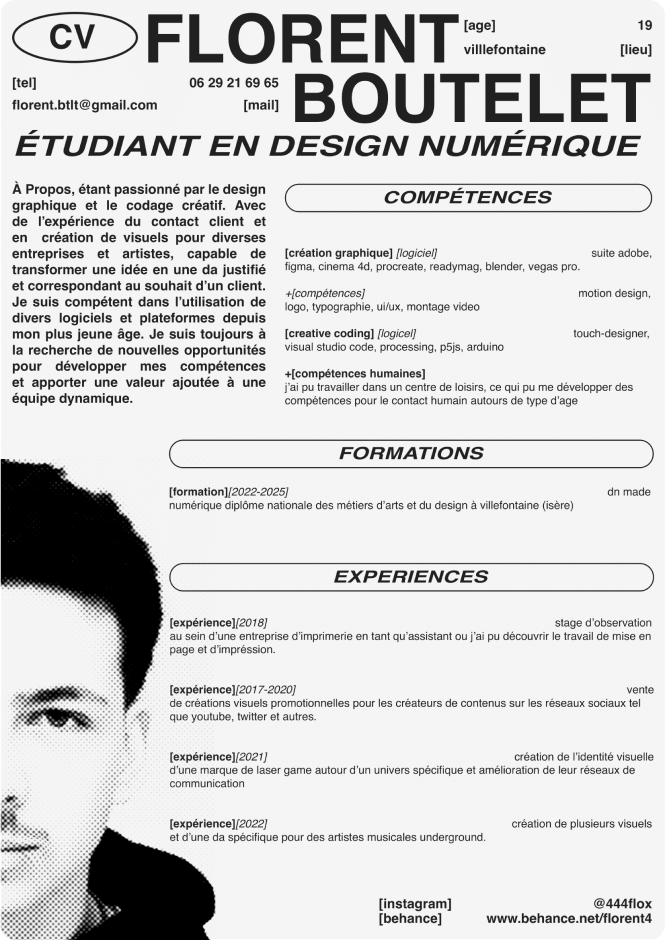 CV
FLORENT
[age] 19
villlefontaine [lieu]
[tel] 06 29 21 69 65
florent.btlt@gmail.com [mail]
BOUTELET
ÉTUDIANT EN DESIGN NUMÉRIQUE
À Propos, étant passionné par le design
graphique et le codage créatif. Avec
de l'expérience du contact client et
en création de visuels pour diverses
entreprises et artistes, capable de
transformer une idée en une da justifié
et correspondant au souhait d'un client.
Je suis compétent dans l'utilisation de
divers logiciels et plateformes depuis
mon plus jeune âge. Je suis toujours à
la recherche de nouvelles opportunités
pour développer mes compétences
et apporter une valeur ajoutée à une
équipe dynamique.
COMPÉTENCES
[création graphique] [logiciel] suite adobe,
figma, cinema 4d, procreate, readymag, blender, vegas pro.
+[compétences] motion design,
logo, typographie, ui/ux, montage video
[creative coding] [logicel] touch-designer,
visual studio code, processing, p5js, arduino
+[compétences humaines]
j'ai pu travailler dans un centre de loisirs, ce qui pu me développer des
compétences pour le contact humain autours de type d'age
FORMATIONS
[formation][2022-2025] dn made
numérique diplôme nationale des métiers d'arts et du design à villefontaine (isère)
EXPERIENCES
[expérience][2018] stage d'observation
au sein d'une entreprise d'imprimerie en tant qu'assistant ou j'ai pu découvrir le travail de mise en
page et d'impréssion.
[expérience][2017-2020] vente
de créations visuels promotionnelles pour les créateurs de contenus sur les réseaux sociaux tel
que youtube, twitter et autres.
[expérience][2021] création de l'identité visuelle
d'une marque de laser game autour d'un univers spécifique et amélioration de leur réseaux de
communication
[expérience][2022] création de plusieurs visuels
et d'une da spécifique pour des artistes musicales underground.
[instagram] @444flox
[behance] www.behance.net/florent4